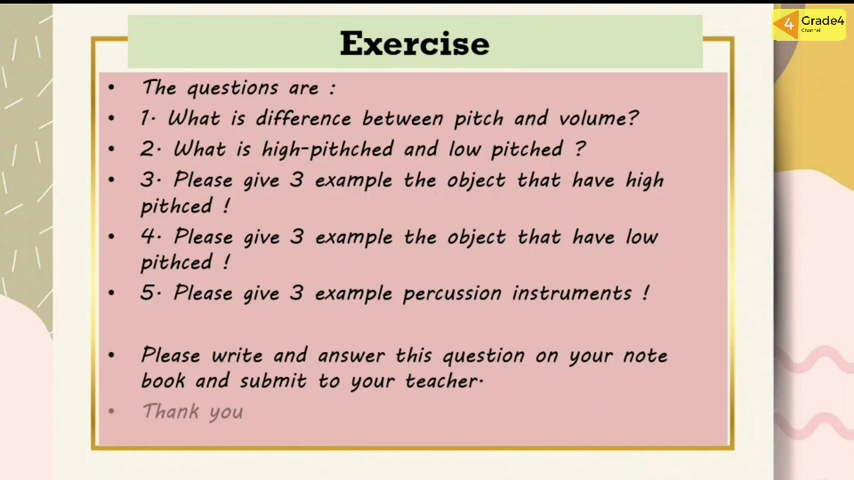 4 Grade4
Channel
Exercise
• The questions are :
• 1. What is difference between pitch and volume?
• 2. What is high-pithched and low pitched ?
• 3. Please give 3 example the object that have high
pithced !
• 4. Please give 3 example the object that have low
pithced !
• 5. Please give 3 example percussion instruments !
• Please write and answer this question on your note
book and submit to your teacher.
• Thank you